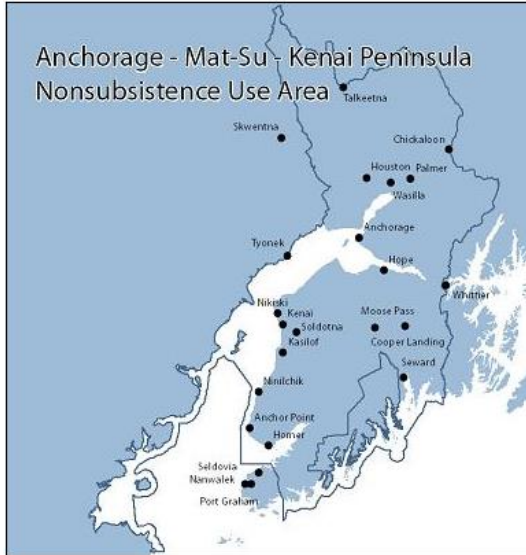 Anchorage - Mat-Su - Kenai Peninsula
Nonsubsistence Use Area
Talkeetna
Skwentna
Chickaloon
Houston
Palmer
Wasilla
Anchorage
Tyonek
Hope
Whittier
Nikiski
Kenai
Soldotna
Moose Pass
Kasilof
Cooper Landing
Seward
Ninilchik
Anchor Point
Homer
Seldovia
Nanwalek
Port Graham